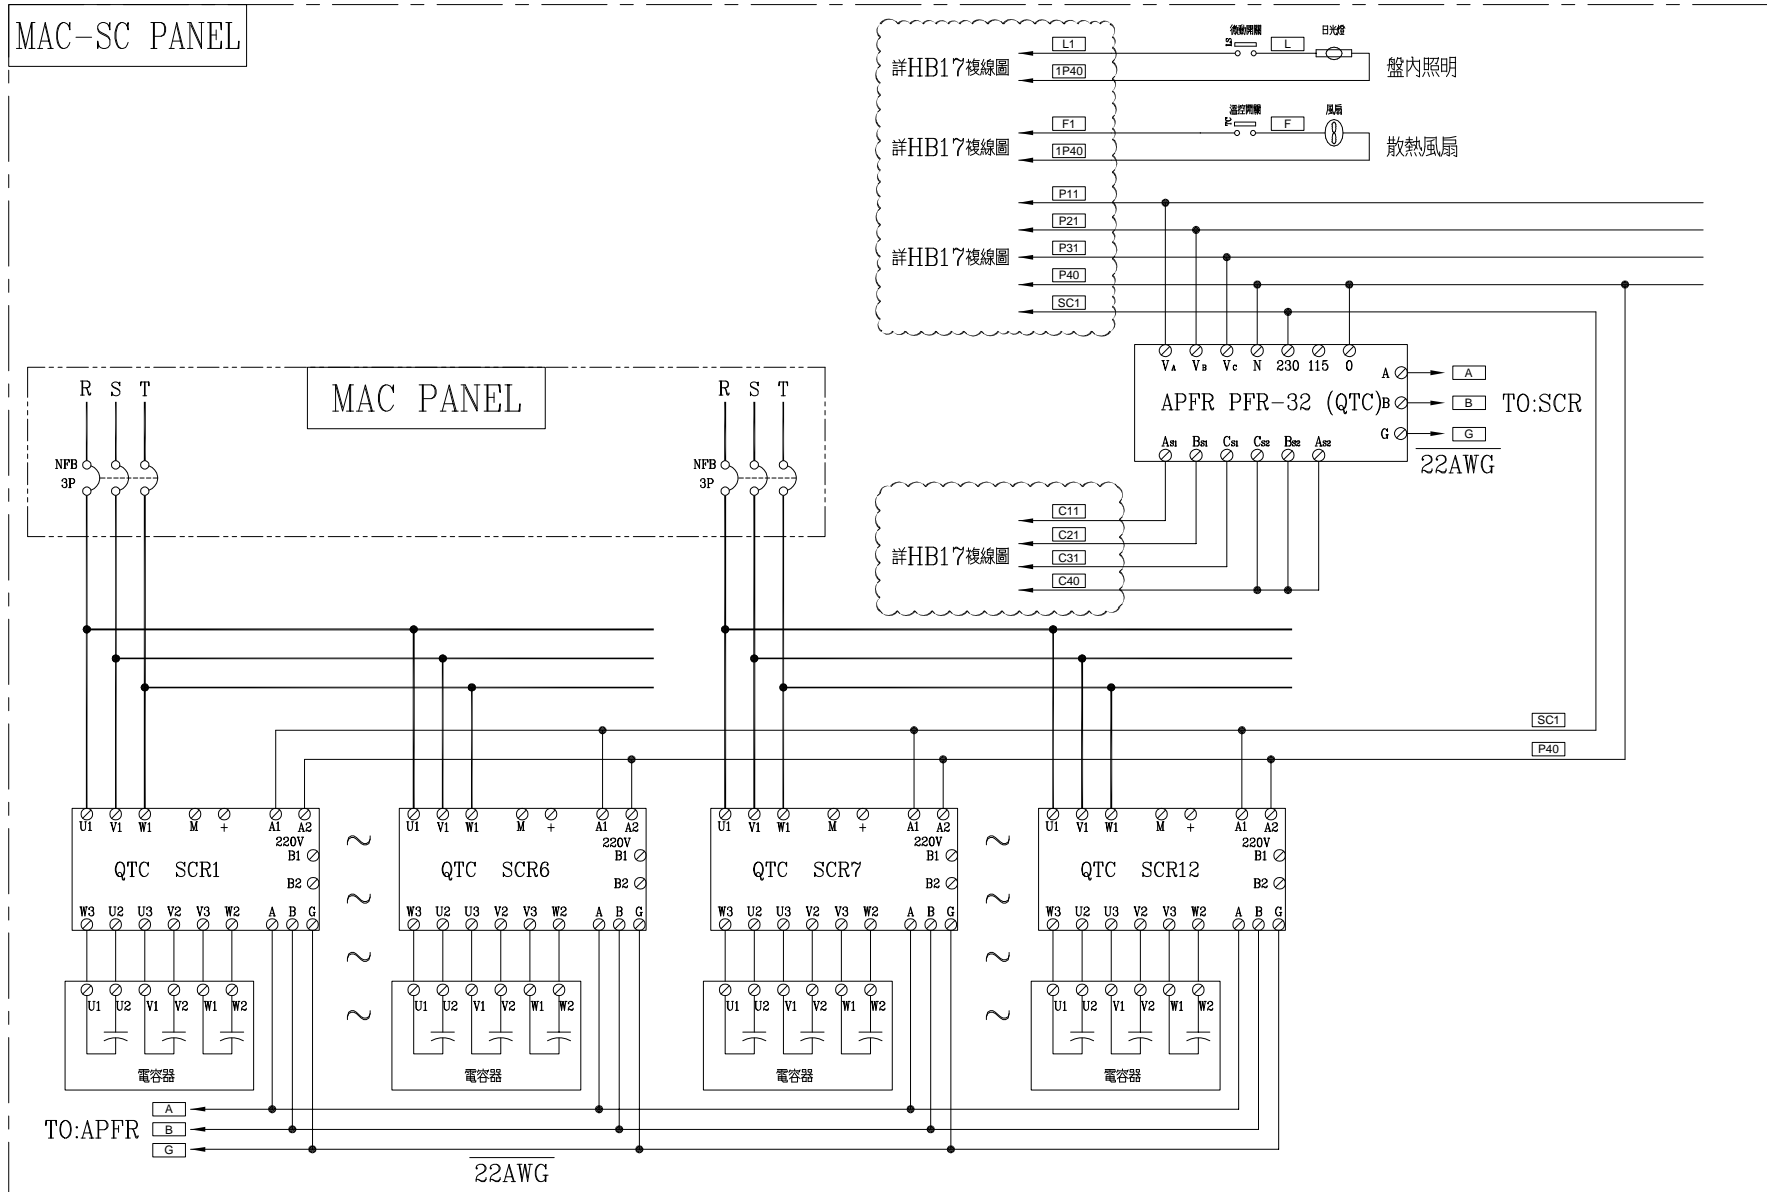 MAC-SC PANEL
詳HB17複線圖
L1
1P40
微動開關
LS
L
日光燈
盤內照明
詳HB17複線圖
F1
1P40
溫控開關
TC
F
風扇
散熱風扇
詳HB17複線圖
P11
P21
P31
P40
SC1
VA VB VC N 230 115 0
APFR PFR-32 (QTC)
A
B
G
A
B
G
TO:SCR
22AWG
AS1 BS1 CS1 CS2 BS2 AS2
詳HB17複線圖
C11
C21
C31
C40
MAC PANEL
R S T
NFB
3P
R S T
NFB
3P
SC1
P40
U1 V1 W1 M + A1 A2
220V
B1
QTC SCR1
B2
W3 U2 U3 V2 V3 W2 A B G
U1 U2 V1 V2 W1 W2
電容器
U1 V1 W1 M + A1 A2
220V
B1
QTC SCR6
B2
W3 U2 U3 V2 V3 W2 A B G
U1 U2 V1 V2 W1 W2
電容器
U1 V1 W1 M + A1 A2
220V
B1
QTC SCR7
B2
W3 U2 U3 V2 V3 W2 A B G
U1 U2 V1 V2 W1 W2
電容器
U1 V1 W1 M + A1 A2
220V
B1
QTC SCR12
B2
W3 U2 U3 V2 V3 W2 A B G
U1 U2 V1 V2 W1 W2
電容器
TO:APFR
A
B
G
22AWG